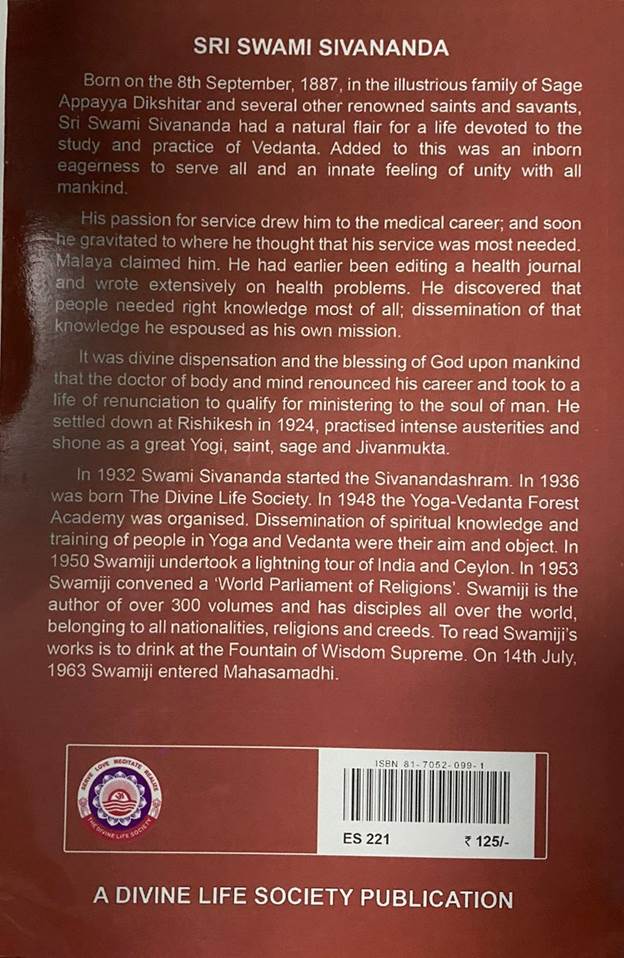 SRI SWAMI SIVANANDA
Born on the 8th September, 1887, in the illustrious family of Sage
Appayya Dikshitar and several other renowned saints and savants,
Sri Swami Sivananda had a natural flair for a life devoted to the
study and practice of Vedanta. Added to this was an inborn
eagerness to serve all and an innate feeling of unity with all
mankind.
His passion for service drew him to the medical career; and soon
he gravitated to where he thought that his service was most needed.
Malaya claimed him. He had earlier been editing a health journal
and wrote extensively on health problems. He discovered that
people needed right knowledge most of all; dissemination of that
knowledge he espoused as his own mission.
It was divine dispensation and the blessing of God upon mankind
that the doctor of body and mind renounced his career and took to a
life of renunciation to qualify for ministering to the soul of man. He
settled down at Rishikesh in 1924, practised intense austerities and
shone as a great Yogi, saint, sage and Jivanmukta.
In 1932 Swami Sivananda started the Sivanandashram. In 1936
was born The Divine Life Society. In 1948 the Yoga-Vedanta Forest
Academy was organised. Dissemination of spiritual knowledge and
training of people in Yoga and Vedanta were their aim and object. In
1950 Swamiji undertook a lightning tour of India and Ceylon. In 1953
Swamiji convened a ‘World Parliament of Religions’. Swamiji is the
author of over 300 volumes and has disciples all over the world,
belonging to all nationalities, religions and creeds. To read Swamiji’s
works is to drink at the Fountain of Wisdom Supreme. On 14th July,
1963 Swamiji entered Mahasamadhi.
SERVE LOVE MEDITATE REALIZE
THE DIVINE LIFE SOCIETY
ISBN 81-7052-099-1
ES 221 ₹ 125/-
A DIVINE LIFE SOCIETY PUBLICATION